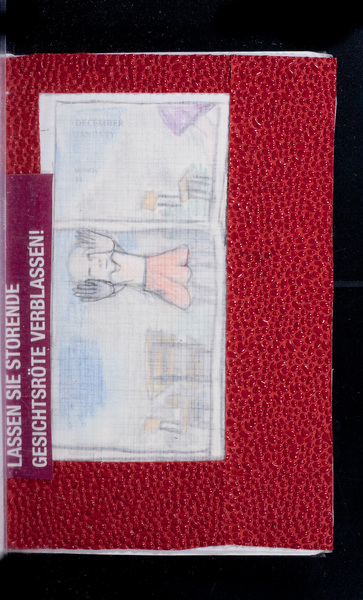 LASSEN SIE STÖRENDE
GESICHTSRÖTE VERBLASSEN!
DECEMBER
JANUARY